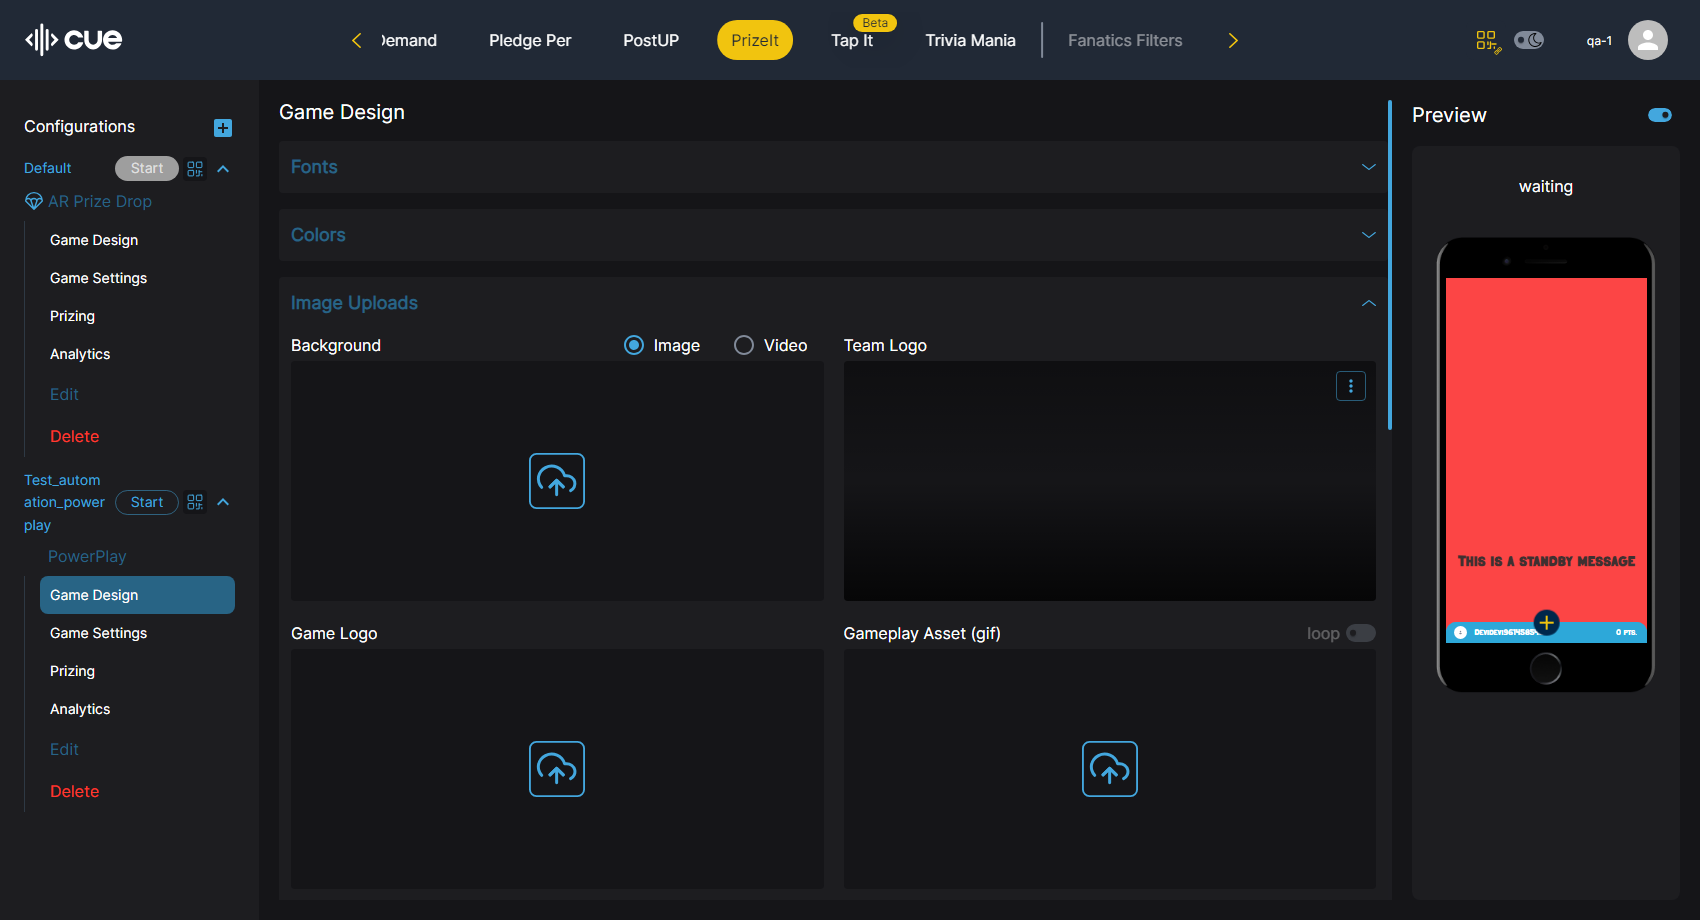 cue
Pledge Per
PostUP
PrizeIt
Beta
Tap It
Trivia Mania
Fanatics Filters
qa-1
Configurations
Default
Start
AR Prize Drop
Game Design
Game Settings
Prizing
Analytics
Edit
Delete
Test_autom
ation_power
play
Start
PowerPlay
Game Design
Game Settings
Prizing
Analytics
Edit
Delete
Game Design
Fonts
Colors
Image Uploads
Background
Image
Video
Team Logo
Game Logo
Gameplay Asset (gif)
loop
Preview
waiting
This is a standby message
0 pts.